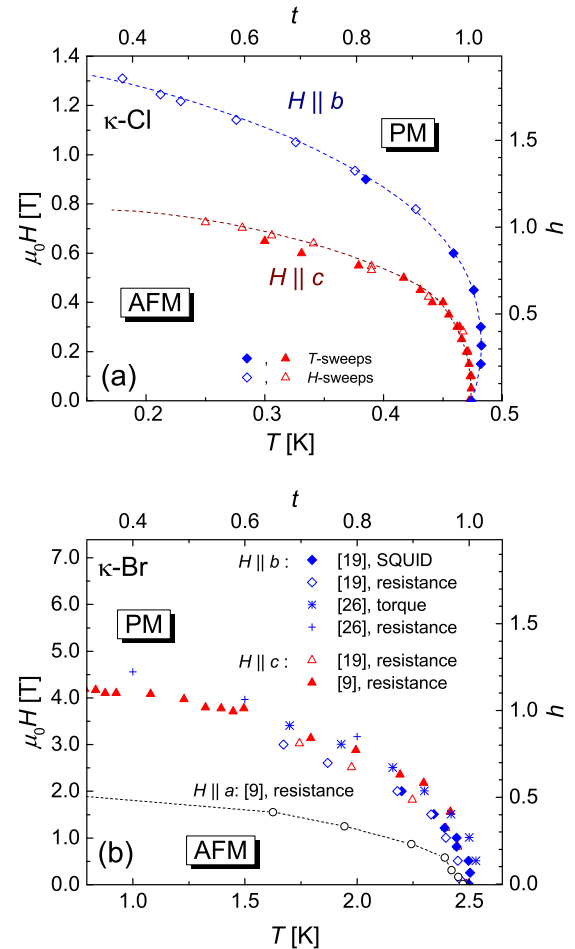 t
0.4 0.6 0.8 1.0
1.4
1.2
1.0
0.8
0.6
0.4
0.2
0.0
μ₀H [T]
κ-Cl
H || b
PM
H || c
AFM
, T-sweeps
, H-sweeps
(a)
1.5
1.0
0.5
0
h
0.2 0.3 0.4 0.5
T [K]
t
0.4 0.6 0.8 1.0
7.0
6.0
5.0
4.0
3.0
2.0
1.0
0.0
μ₀H [T]
κ-Br
H || b : [19], SQUID
[19], resistance
[26], torque
[26], resistance
H || c : [19], resistance
[9], resistance
PM
H || a: [9], resistance
AFM
(b)
1.5
1.0
0.5
0
h
1.0 1.5 2.0 2.5
T [K]